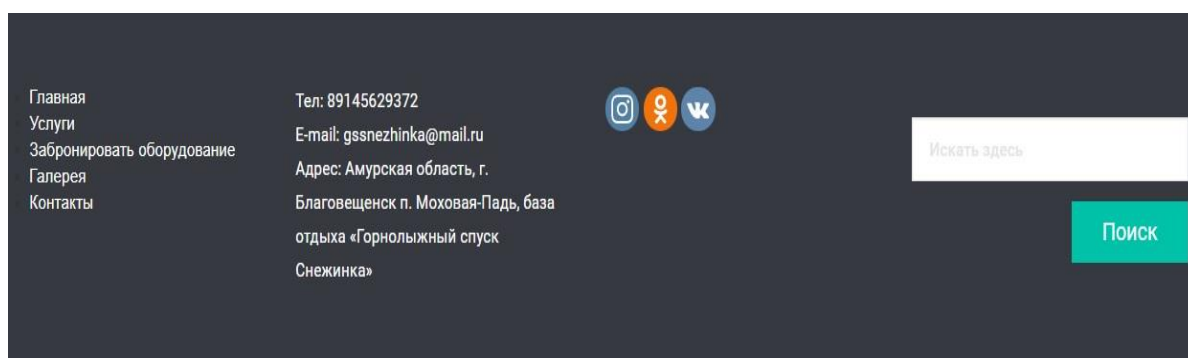 Главная
Услуги
Забронировать оборудование
Галерея
Контакты
Тел: 89145629372
E-mail: gssnezhinka@mail.ru
Адрес: Амурская область, г.
Благовещенск п. Моховая-Падь, база
отдыха «Горнолыжный спуск
Снежинка»
Искать здесь
Поиск